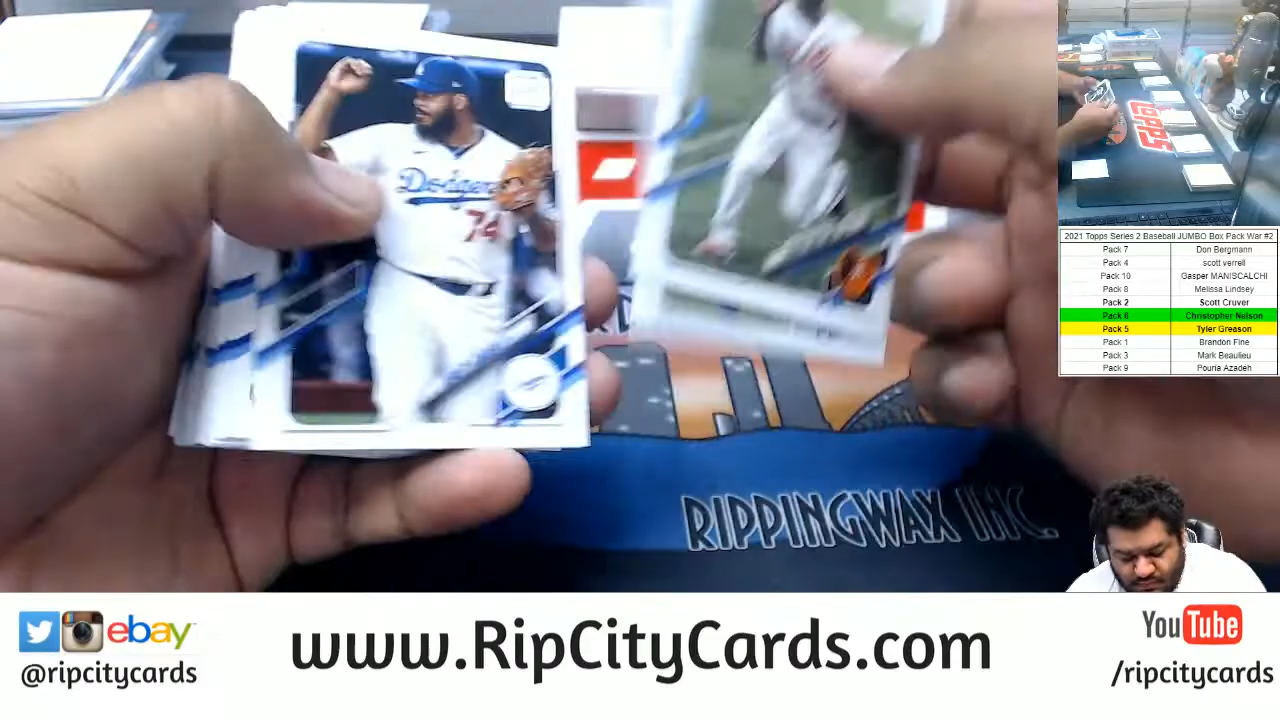 Dodgers
74
TOPPS
RIPPINGWAX INC.
2021 Topps Series 2 Baseball JUMBO Box Pack War #2
Pack 7 Don Bergmann
Pack 4 scott verrell
Pack 10 Gasper MANISCALCHI
Pack 8 Melissa Lindsey
Pack 2 Scott Cruver
Pack 6 Christopher Nelson
Pack 5 Tyler Greason
Pack 1 Brandon Fine
Pack 3 Mark Beaulieu
Pack 9 Pouria Azadeh
ebay
@ripcitycards
www.RipCityCards.com
YouTube
/ripcitycards